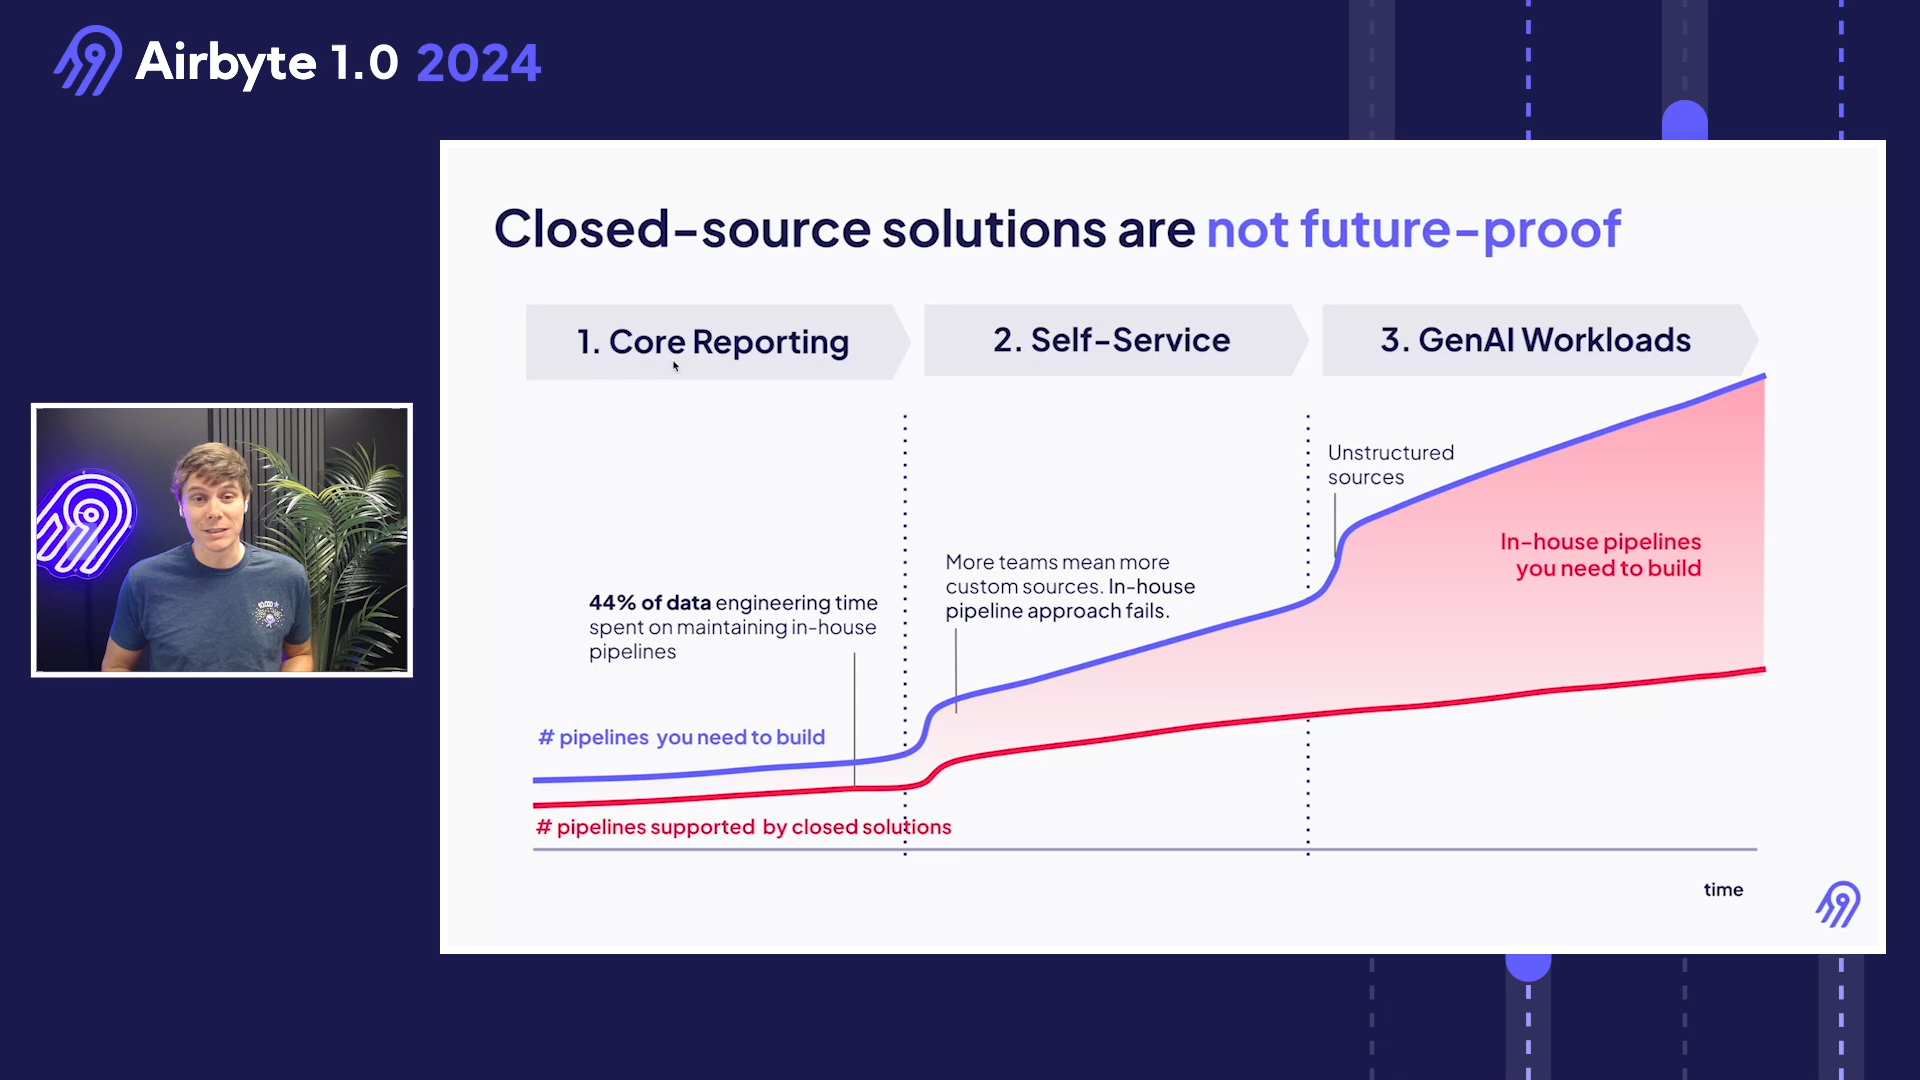 Airbyte 1.0 2024
Closed-source solutions are not future-proof
1. Core Reporting
2. Self-Service
3. GenAI Workloads
Unstructured
sources
In-house pipelines
you need to build
More teams mean more
custom sources. In-house
pipeline approach fails.
44% of data engineering time
spent on maintaining in-house
pipelines
# pipelines you need to build
# pipelines supported by closed solutions
time